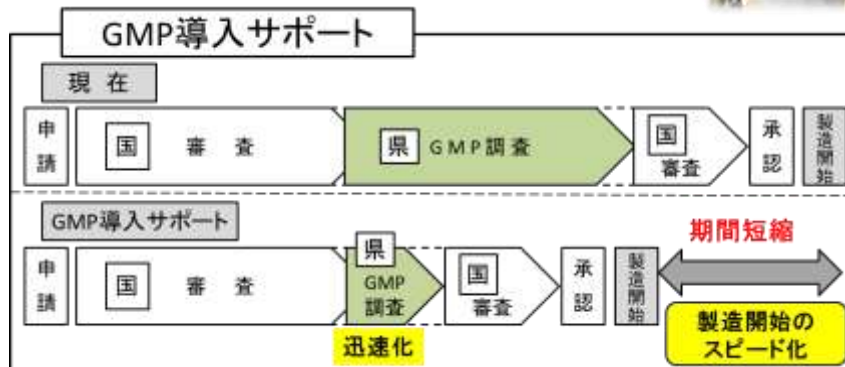 GMP導入サポート
現在
申請
国 審査
県 GMP調査
国
審査
承認
製造開始
GMP導入サポート
申請
国 審査
県
GMP
調査
国
審査
承認
製造開始
期間短縮
迅速化
製造開始の
スピード化